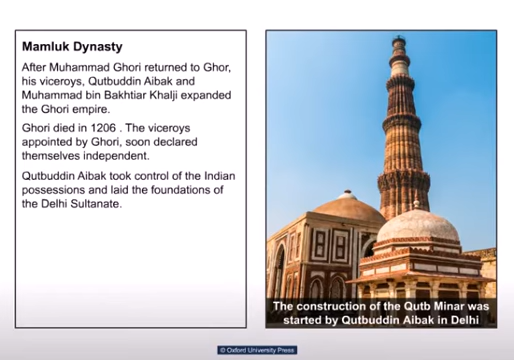 Mamluk Dynasty
After Muhammad Ghori returned to Ghor,
his viceroys, Qutbuddin Aibak and
Muhammad bin Bakhtiar Khalji expanded
the Ghori empire.
Ghori died in 1206 . The viceroys
appointed by Ghori, soon declared
themselves independent.
Qutbuddin Aibak took control of the Indian
possessions and laid the foundations of
the Delhi Sultanate.
The construction of the Qutb Minar was
started by Qutbuddin Aibak in Delhi
© Oxford University Press